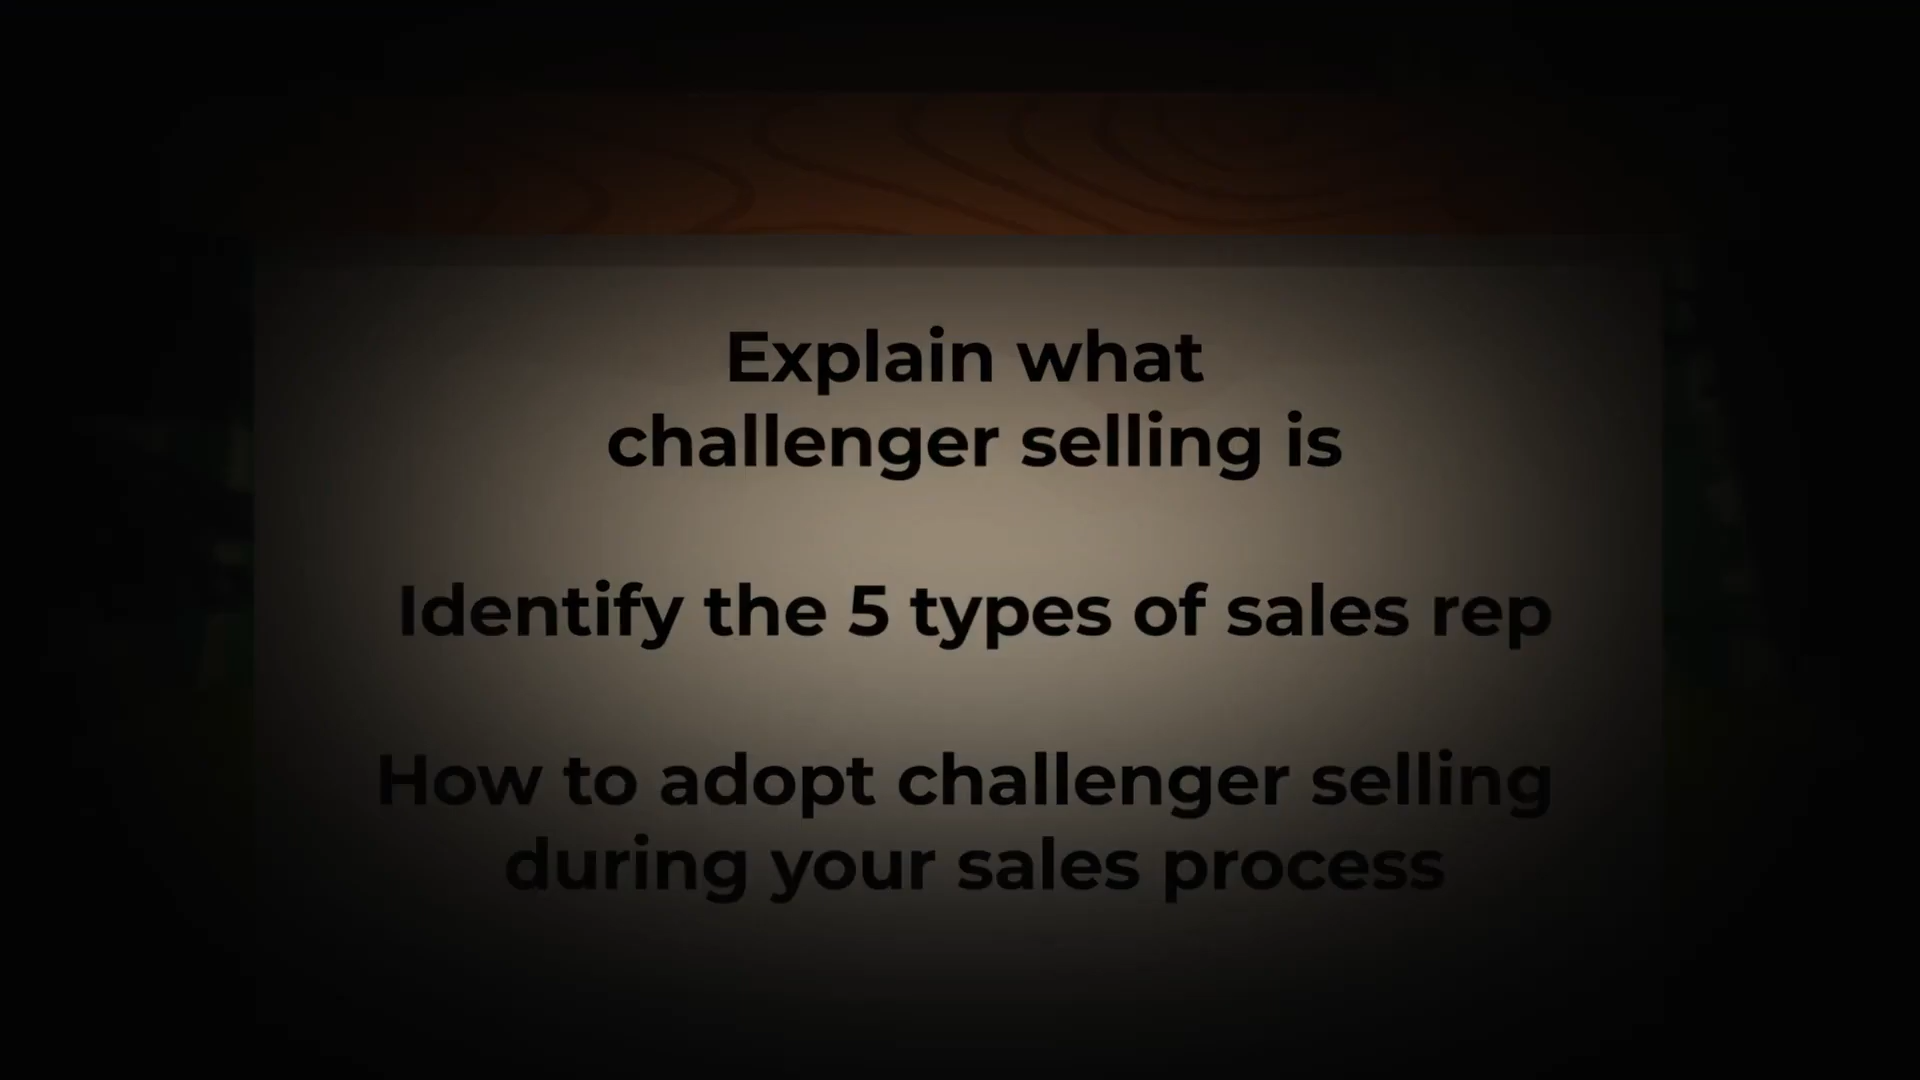 Explain what
challenger selling is
Identify the 5 types of sales rep
How to adopt challenger selling
during your sales process